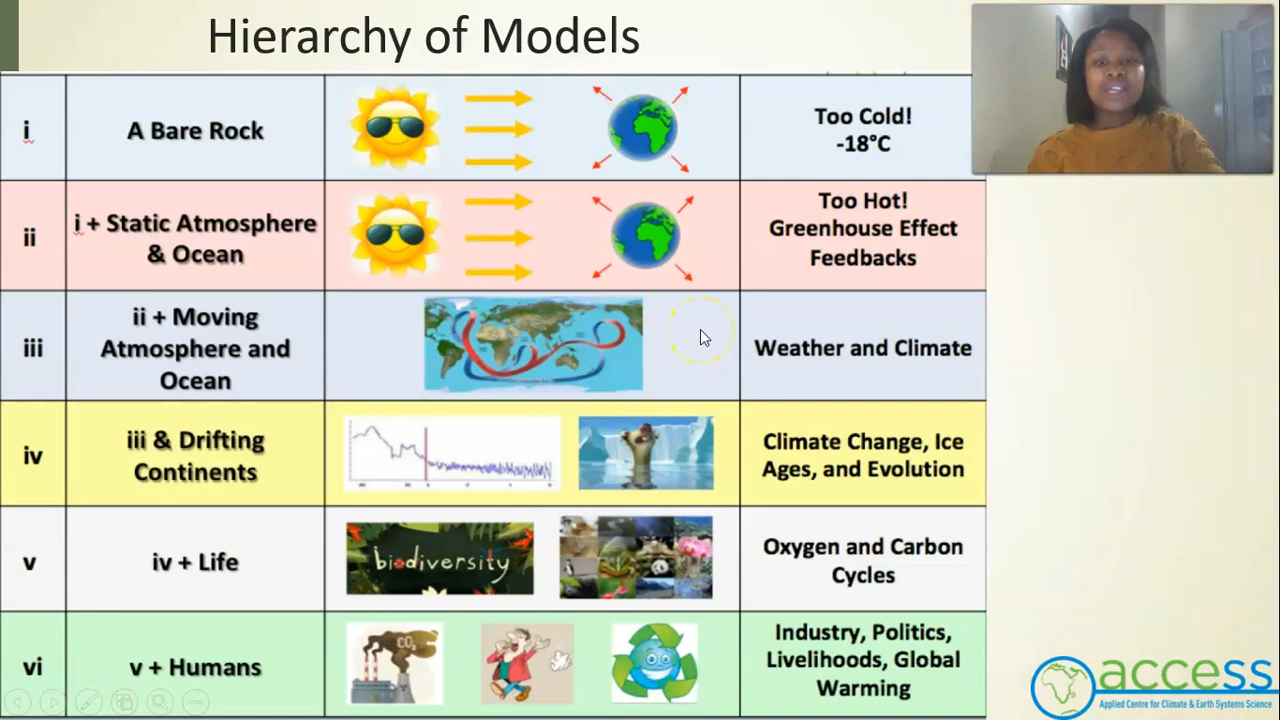 Hierarchy of Models
i
A Bare Rock
Too Cold!
-18°C
ii
i + Static Atmosphere
& Ocean
Too Hot!
Greenhouse Effect
Feedbacks
iii
ii + Moving
Atmosphere and
Ocean
Weather and Climate
iv
iii & Drifting
Continents
Climate Change, Ice
Ages, and Evolution
v
iv + Life
biodiversity
Oxygen and Carbon
Cycles
vi
v + Humans
CO2
Industry, Politics,
Livelihoods, Global
Warming
access
Applied Centre for Climate & Earth Systems Science